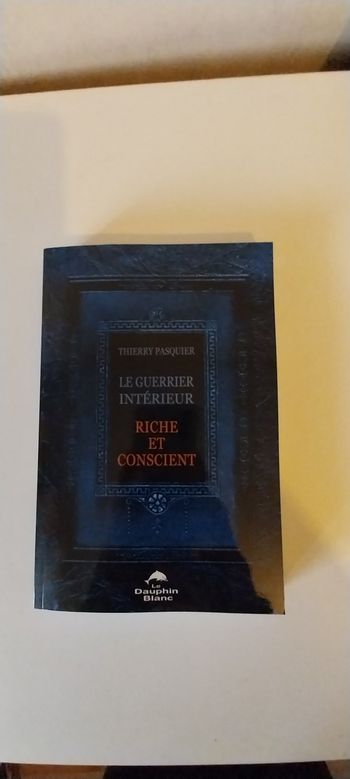 THIERRY PASQUIER
LE GUERRIER
INTÉRIEUR
RICHE
ET
CONSCIENT
Le
Dauphin
Blanc